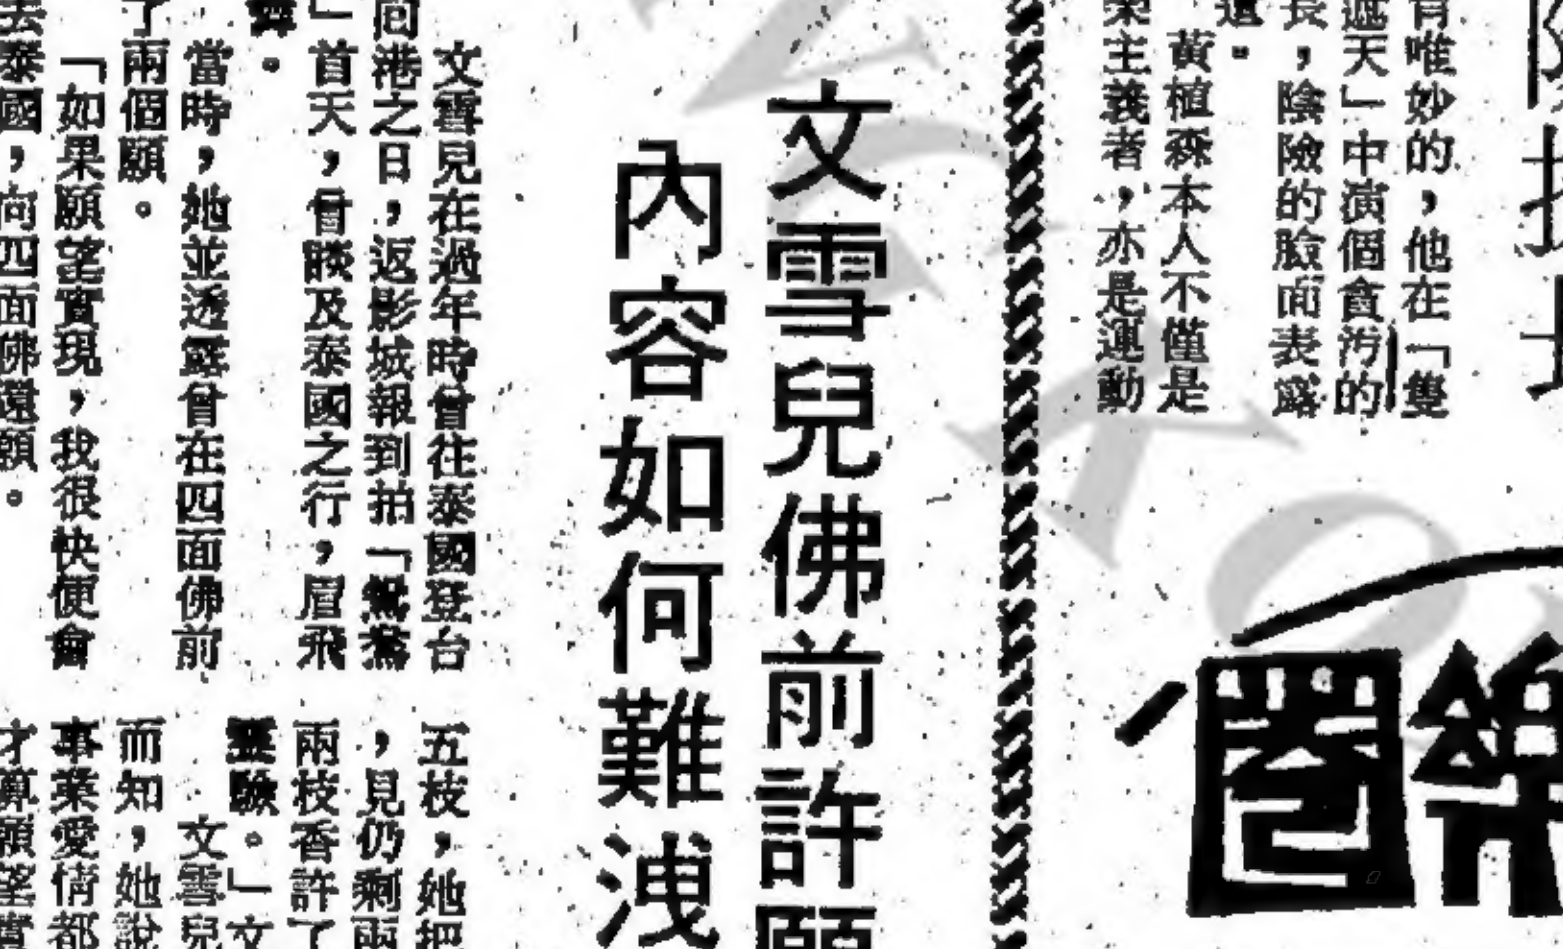 有唯妙的，他在「隻
遮天」中演個貪汚的
長，陰險的臉面表露
遺。
黃植森本人不僅是
榮主義者，亦是運動
樂
圈
文雪兒佛前許願
內容如何難洩
文雪兒在過年時曾往泰國登台
囘港之日，返影城報到拍「鴛鴦
」首天，曾談及泰國之行，眉飛
舞。
當時，她並透露曾在四面佛前
了兩個願。
「如果願望實現，我很快便會
去泰國，向四面佛還願。
五枝，她把
，見仍剩兩
兩枝香許了
靈驗。」文
文雪兒
而知，她說
事業愛情都
才算願望實